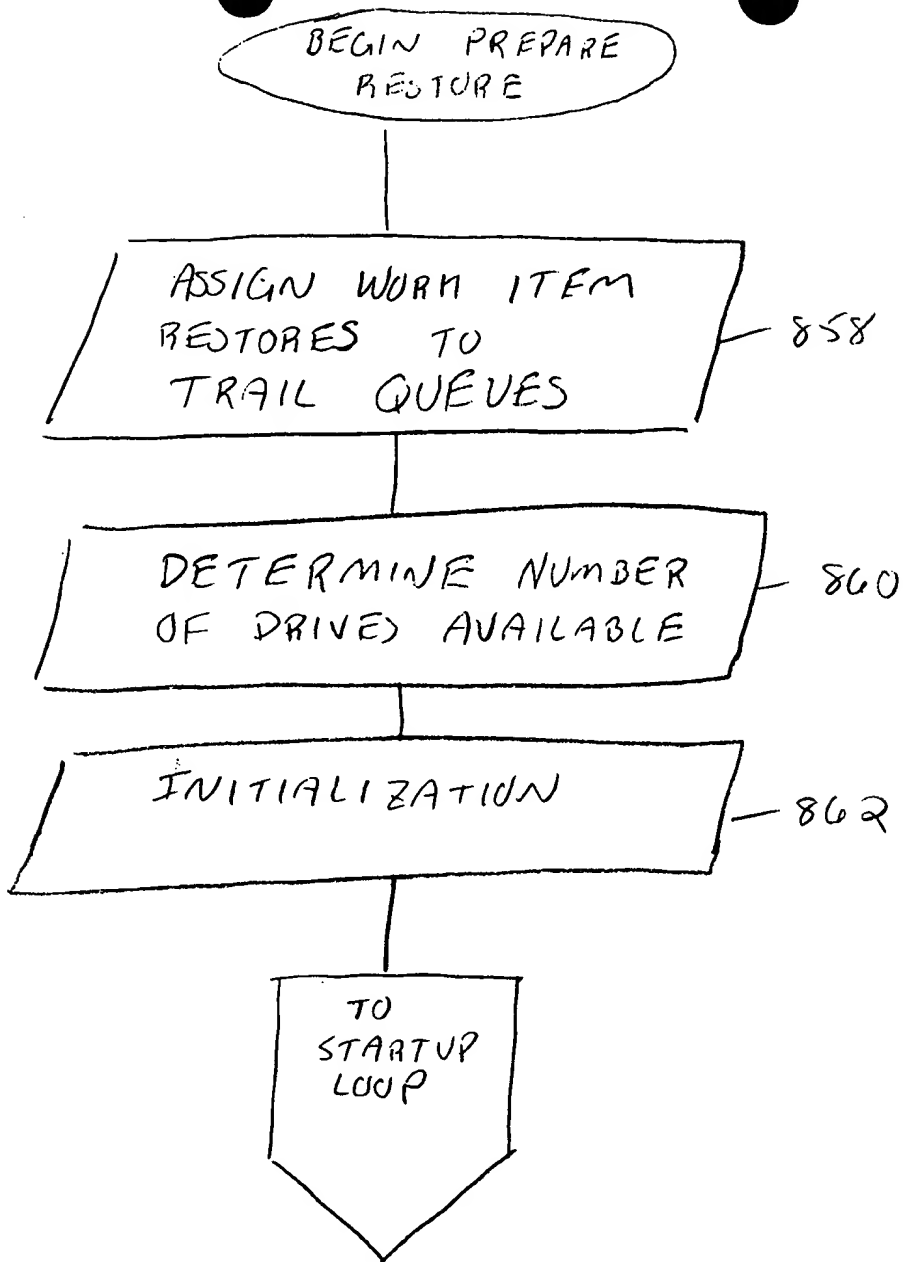 BEGIN PREPARE
RESTORE
ASSIGN WORK ITEM
RESTORES TO
TRAIL QUEUES
858
DETERMINE NUMBER
OF DRIVES AVAILABLE
860
INITIALIZATION
862
TO
STARTUP
LOOP